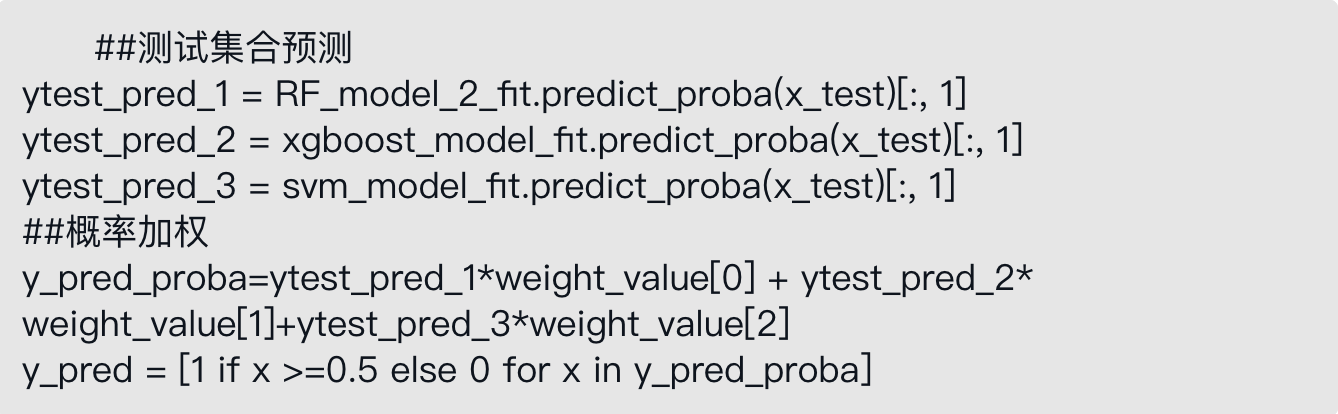 ##测试集合预测
ytest_pred_1 = RF_model_2_fit.predict_proba(x_test)[:, 1]
ytest_pred_2 = xgboost_model_fit.predict_proba(x_test)[:, 1]
ytest_pred_3 = svm_model_fit.predict_proba(x_test)[:, 1]
##概率加权
y_pred_proba=ytest_pred_1*weight_value[0] + ytest_pred_2*
weight_value[1]+ytest_pred_3*weight_value[2]
y_pred = [1 if x >=0.5 else 0 for x in y_pred_proba]